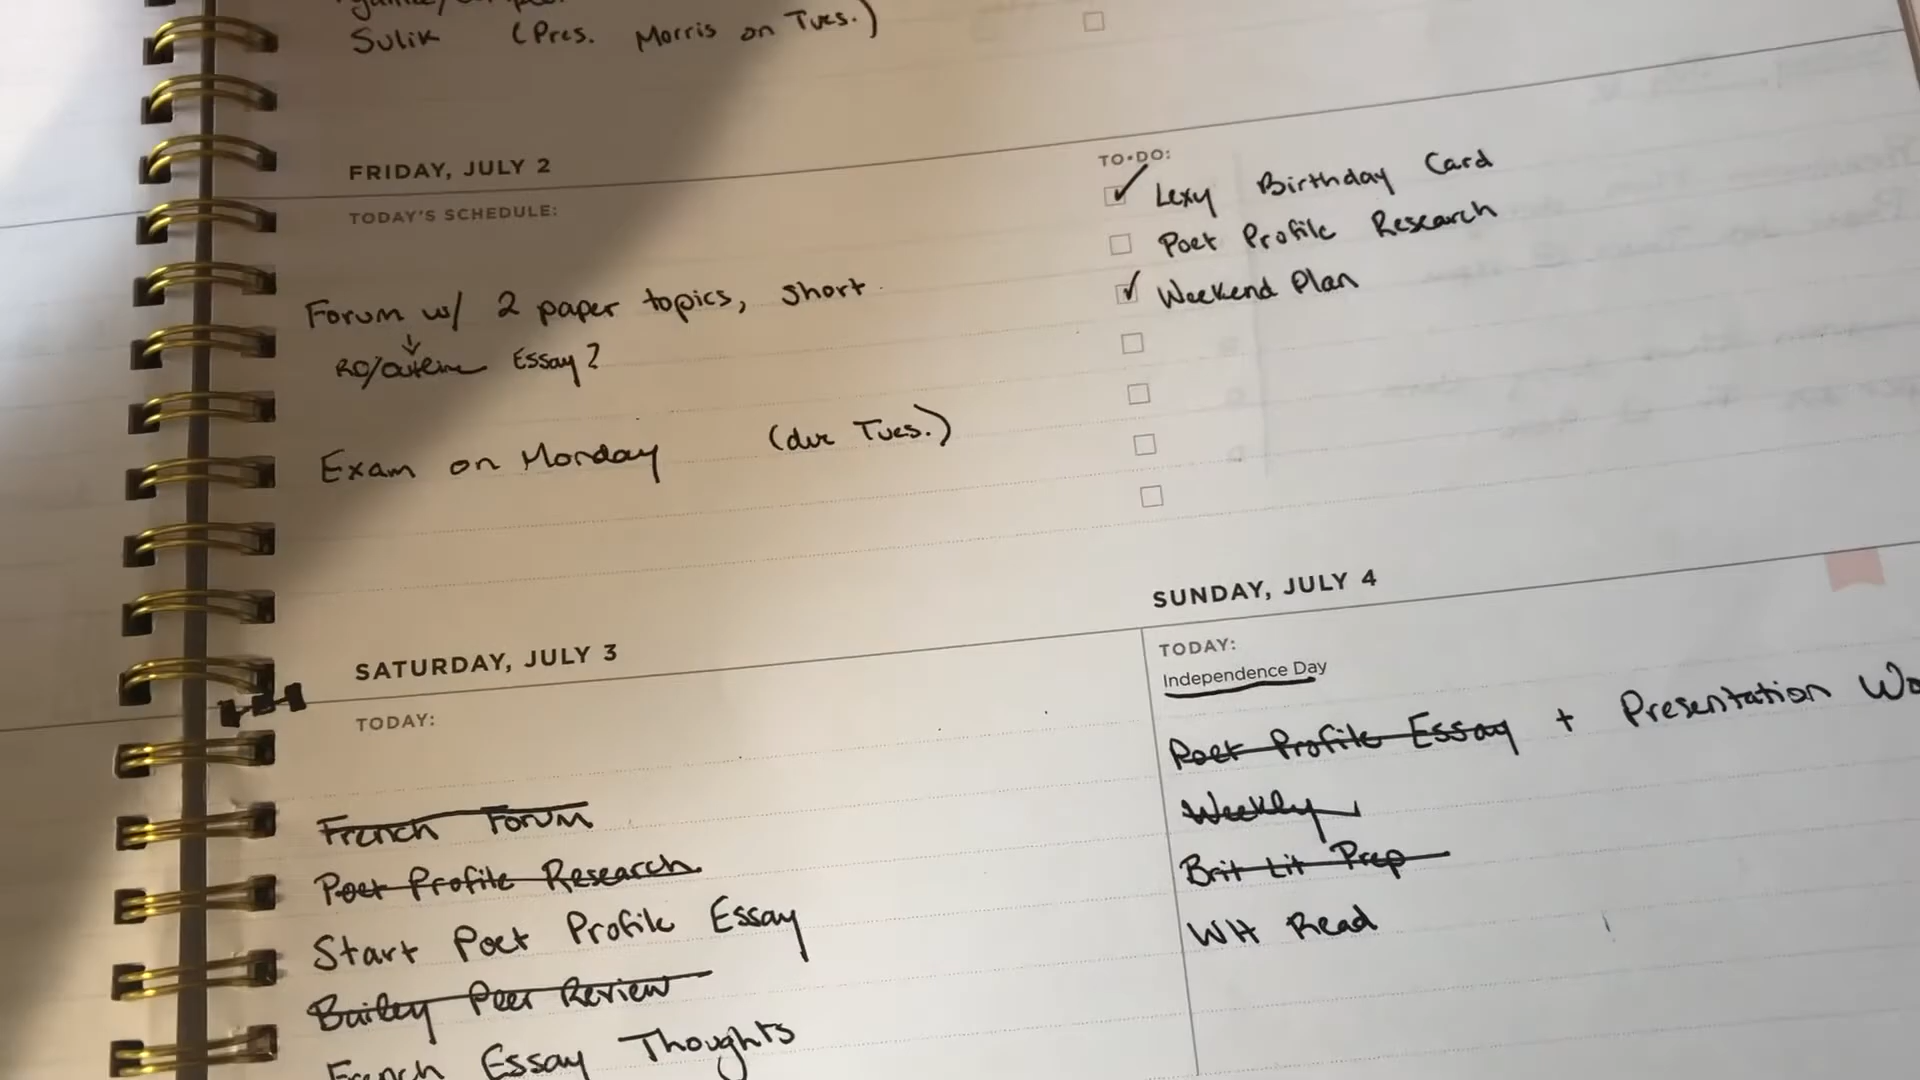 Sulik (Pres. Morris on Tues.)
FRIDAY, JULY 2
TODAY'S SCHEDULE:
Forum w/ 2 paper topics, short
Essay?
Exam on Monday (due Tues.)
TO•DO:
Lexy Birthday Card
Poet Profile Research
Weekend Plan
SATURDAY, JULY 3
TODAY:
French Forum
Poet Profile Research
Start Poet Profile Essay
Bailey Peer Review
French Essay Thoughts
SUNDAY, JULY 4
TODAY:
Independence Day
Poet Profile Essay + Presentation
Weekly
Brit Lit Prep
WH Read